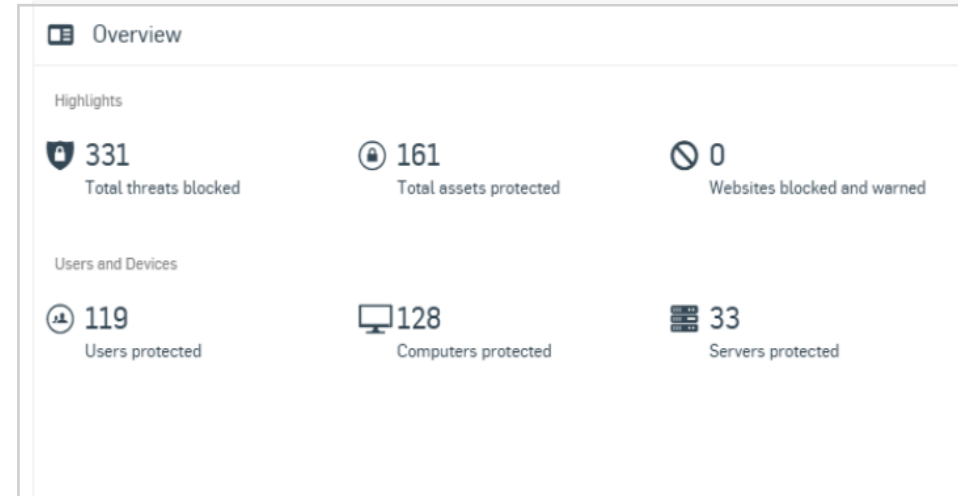 Overview
Highlights
331
Total threats blocked
161
Total assets protected
0
Websites blocked and warned
Users and Devices
119
Users protected
128
Computers protected
33
Servers protected